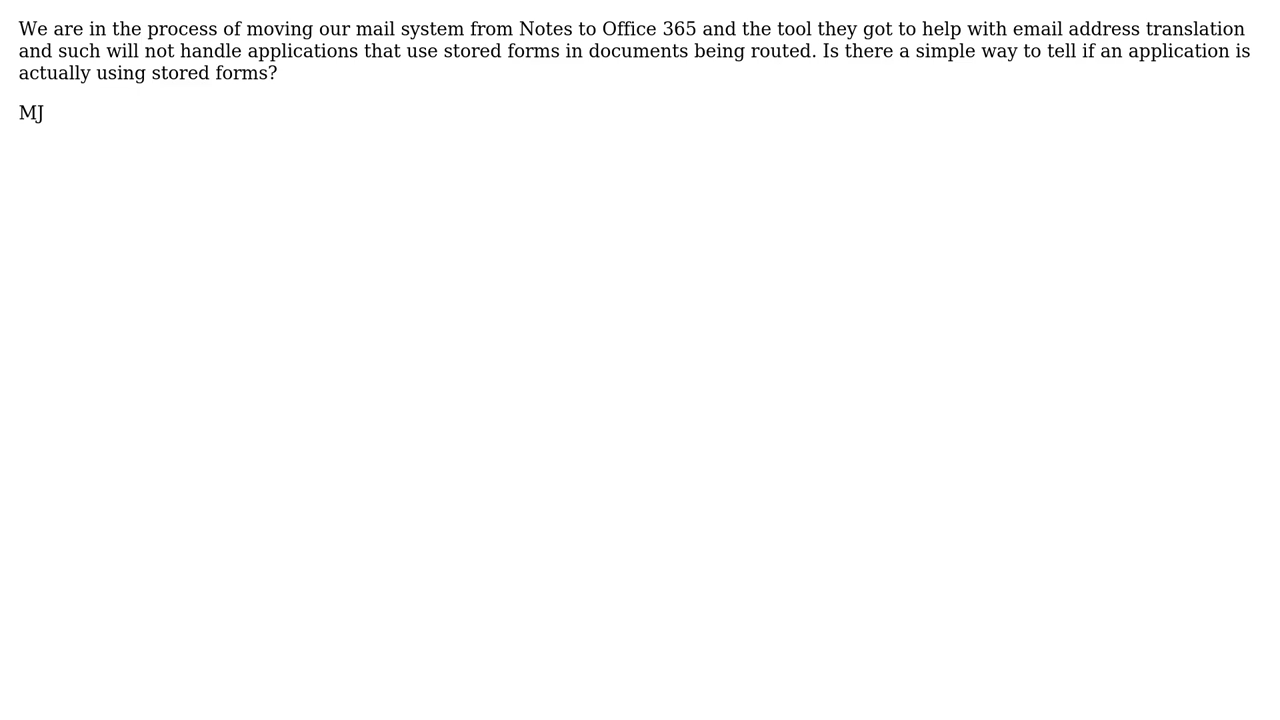 We are in the process of moving our mail system from Notes to Office 365 and the tool they got to help with email address translation
and such will not handle applications that use stored forms in documents being routed. Is there a simple way to tell if an application is
actually using stored forms?
MJ